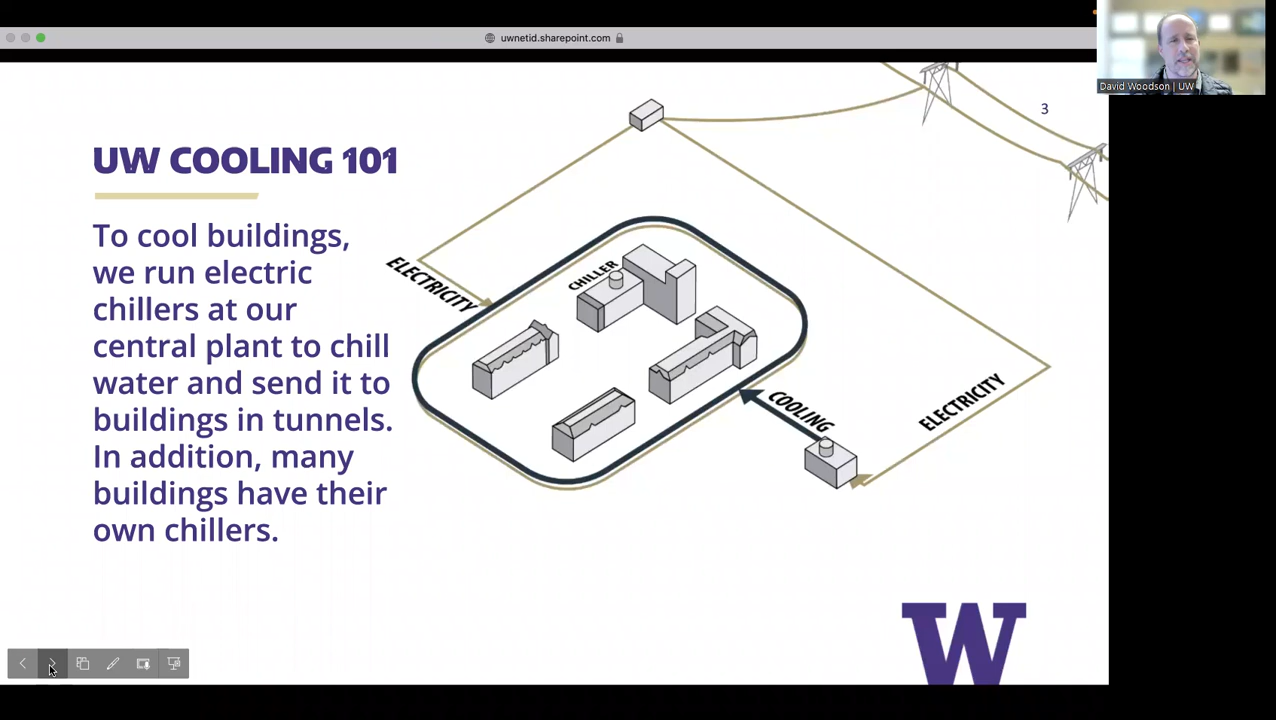 uwnetid.sharepoint.com
David Woodson | UW
3
UW COOLING 101
To cool buildings,
we run electric
chillers at our
central plant to chill
water and send it to
buildings in tunnels.
In addition, many
buildings have their
own chillers.
ELECTRICITY
CHILLER
COOLING
ELECTRICITY
W